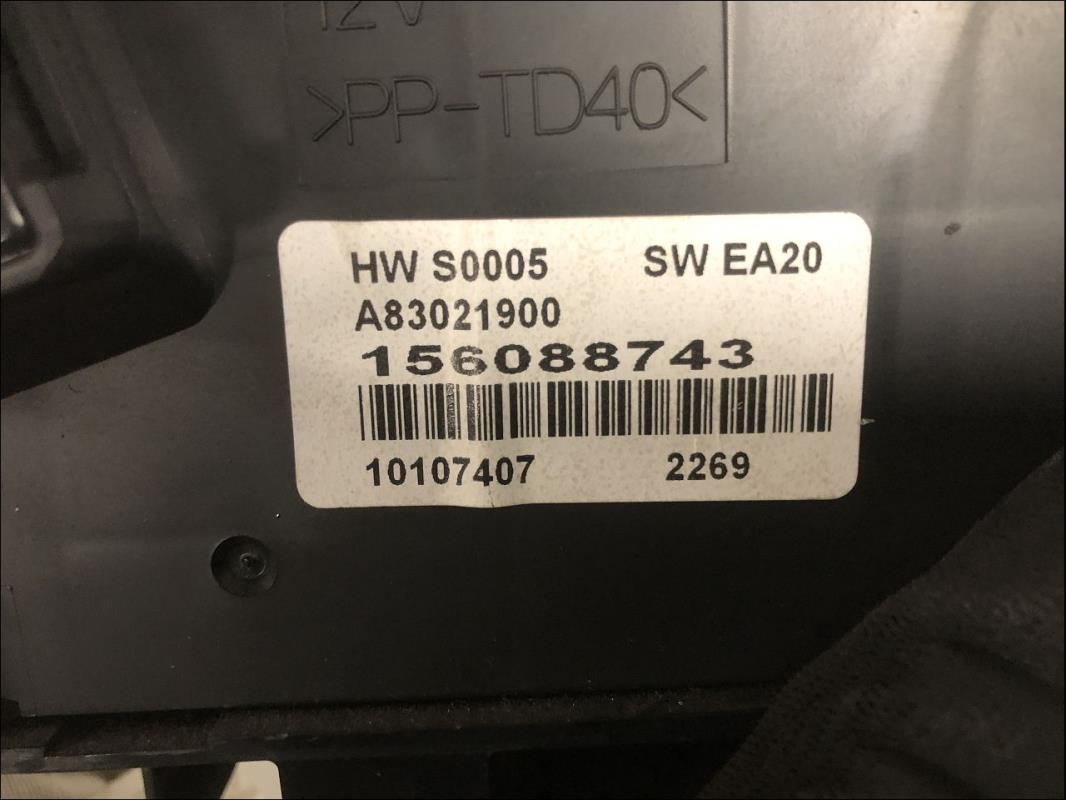 12V
>PP-TD40<
HW S0005 SW EA20
A83021900
156088743
10107407 2269